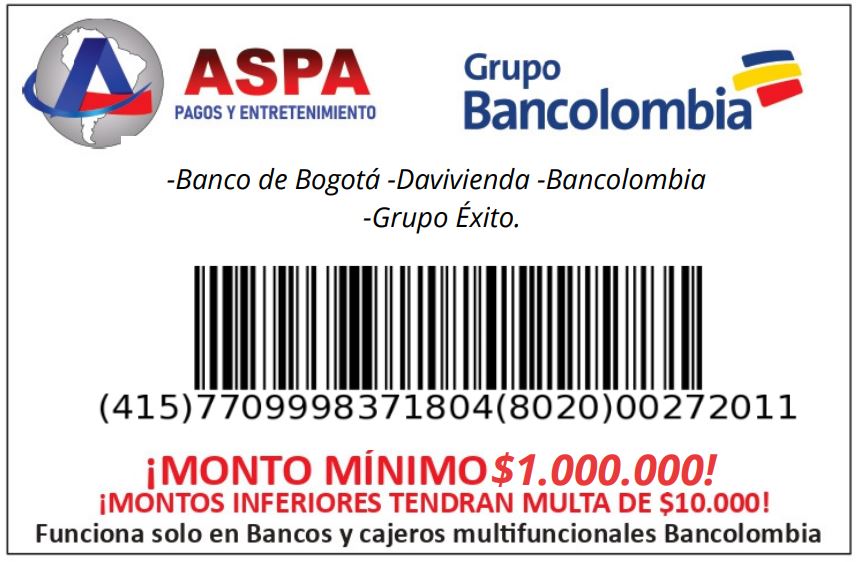 ASPA
PAGOS Y ENTRETENIMIENTO
Grupo
Bancolombia
-Banco de Bogotá -Davivienda -Bancolombia
-Grupo Éxito.
(415)7709998371804(8020)00272011
¡MONTO MÍNIMO $1.000.000!
¡MONTOS INFERIORES TENDRAN MULTA DE $10.000!
Funciona solo en Bancos y cajeros multifuncionales Bancolombia